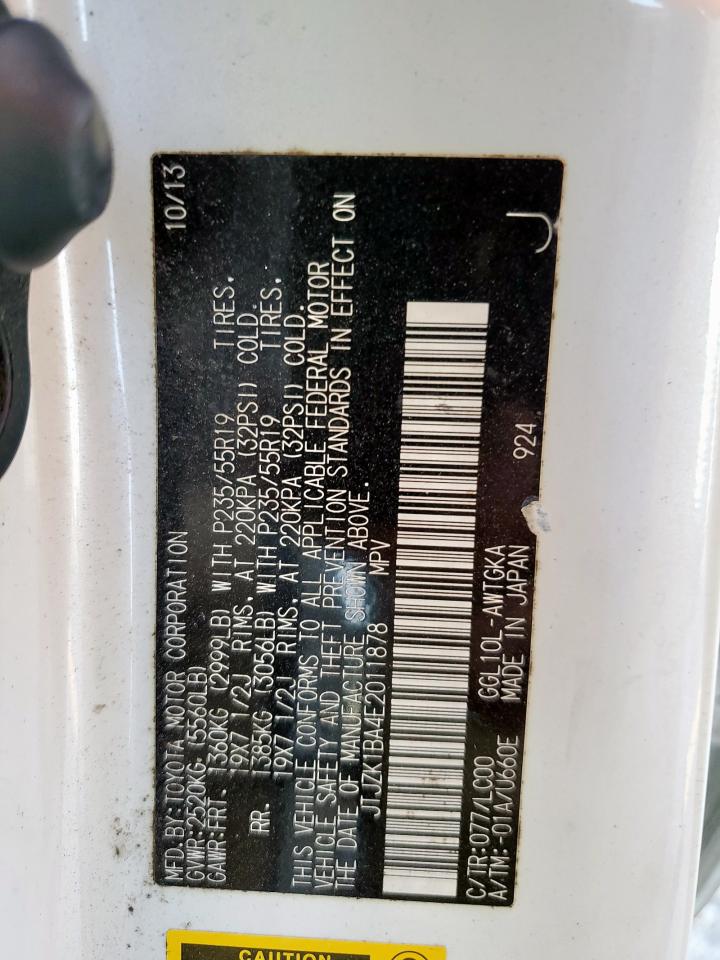 MFD.BY:TOYOTA MOTOR CORPORATION 10/13
GVWR:2520KG (5560LB)
GAWR:FRT. 1360KG (2999LB) WITH P235/55R19 TIRES,
19X7 1/2J RIMS, AT 220KPA (32PSI) COLD.
RR. 1385KG (3056LB) WITH P235/55R19 TIRES,
19X7 1/2J RIMS, AT 220KPA (32PSI) COLD.
THIS VEHICLE CONFORMS TO ALL APPLICABLE FEDERAL MOTOR
VEHICLE SAFETY AND THEFT PREVENTION STANDARDS IN EFFECT ON
THE DATE OF MANUFACTURE SHOWN ABOVE.
JTJZK1BA4E2011878 MPV
C/TR:077/LC00 GGL10L-AWTGKA 924
A/TM:-01A/U660E MADE IN JAPAN
J
CAUTION